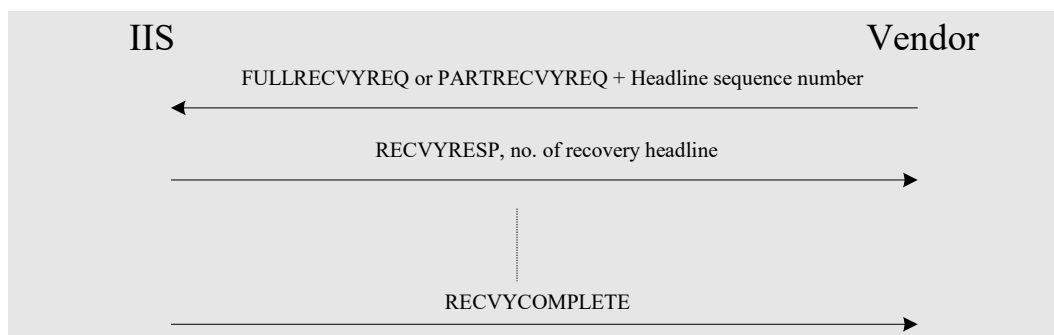 IIS Vendor
FULLRECVYREQ or PARTRECVYREQ + Headline sequence number
RECVYRESP, no. of recovery headline
RECVYCOMPLETE